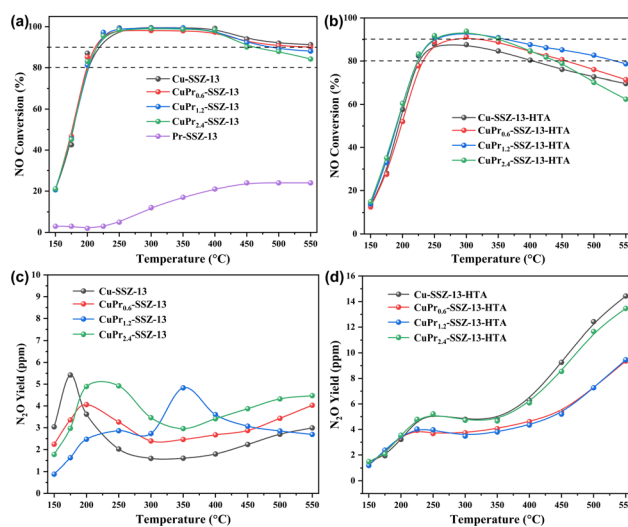 (a)
NO Conversion (%)
100
80
60
40
20
0
Cu-SSZ-13
CuPr0.6-SSZ-13
CuPr1.2-SSZ-13
CuPr2.4-SSZ-13
Pr-SSZ-13
150 200 250 300 350 400 450 500 550
Temperature (°C)
(b)
NO Conversion (%)
100
80
60
40
20
0
Cu-SSZ-13-HTA
CuPr0.6-SSZ-13-HTA
CuPr1.2-SSZ-13-HTA
CuPr2.4-SSZ-13-HTA
150 200 250 300 350 400 450 500 550
Temperature (°C)
(c)
N2O Yield (ppm)
10
9
8
7
6
5
4
3
2
1
0
Cu-SSZ-13
CuPr0.6-SSZ-13
CuPr1.2-SSZ-13
CuPr2.4-SSZ-13
150 200 250 300 350 400 450 500 550
Temperature (°C)
(d)
N2O Yield (ppm)
16
14
12
10
8
6
4
2
0
Cu-SSZ-13-HTA
CuPr0.6-SSZ-13-HTA
CuPr1.2-SSZ-13-HTA
CuPr2.4-SSZ-13-HTA
150 200 250 300 350 400 450 500 550
Temperature (°C)